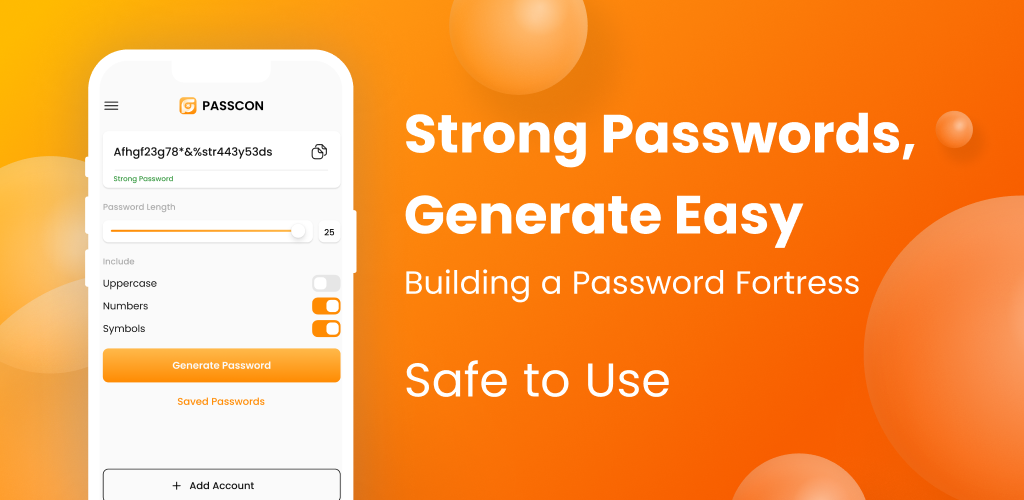 PASSCON
Afhgf23g78*&%str443y53ds
Strong Password
Password Length
25
Include
Uppercase
Numbers
Symbols
Generate Password
Saved Passwords
+ Add Account
Strong Passwords,
Generate Easy
Building a Password Fortress
Safe to Use